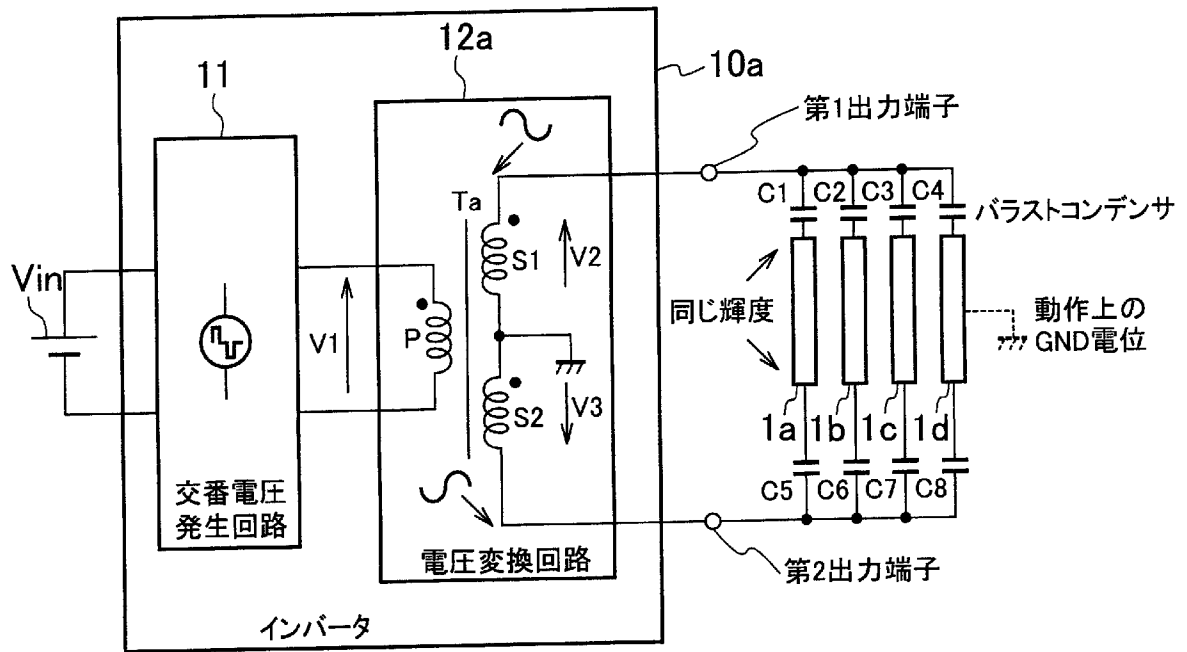 12a
10a
11
第1出力端子
C1 C2 C3 C4
バラストコンデンサ
Ta
S1
V2
Vin
V1
P
同じ輝度
動作上の
GND電位
S2
V3
1a 1b 1c 1d
C5 C6 C7 C8
交番電圧
発生回路
電圧変換回路
第2出力端子
インバータ